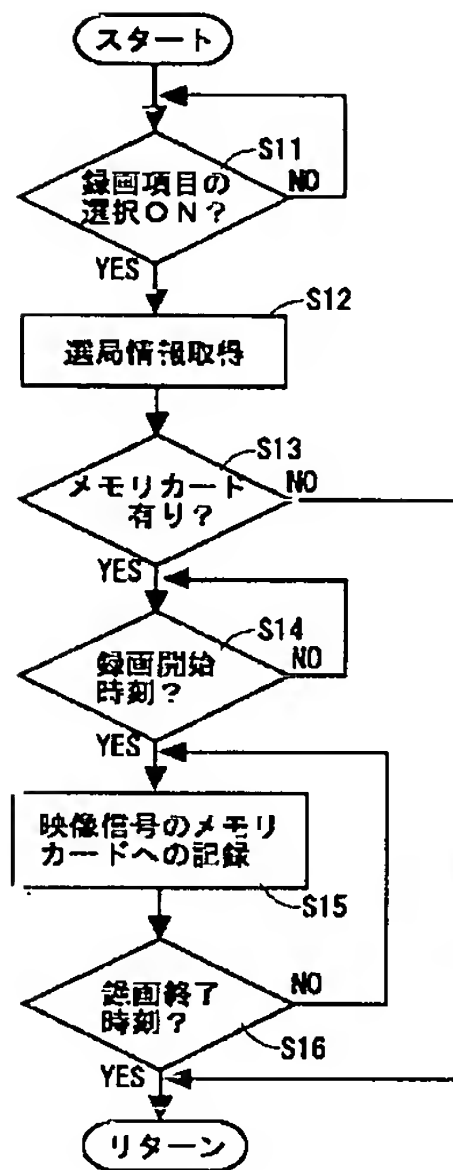 スタート
S11
録画項目の
選択ON?
NO
YES
S12
選局情報取得
S13
メモリカード
有り?
NO
YES
S14
録画開始
時刻?
NO
YES
映像信号のメモリ
カードへの記録
S15
録画終了
時刻?
NO
S16
YES
リターン